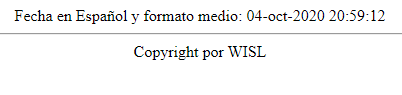 Fecha en Español y formato medio: 04-oct-2020 20:59:12
Copyright por WISL